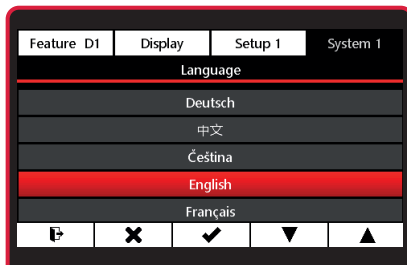 Feature D1 Display Setup 1 System 1
Language
Deutsch
中文
Čeština
English
Français